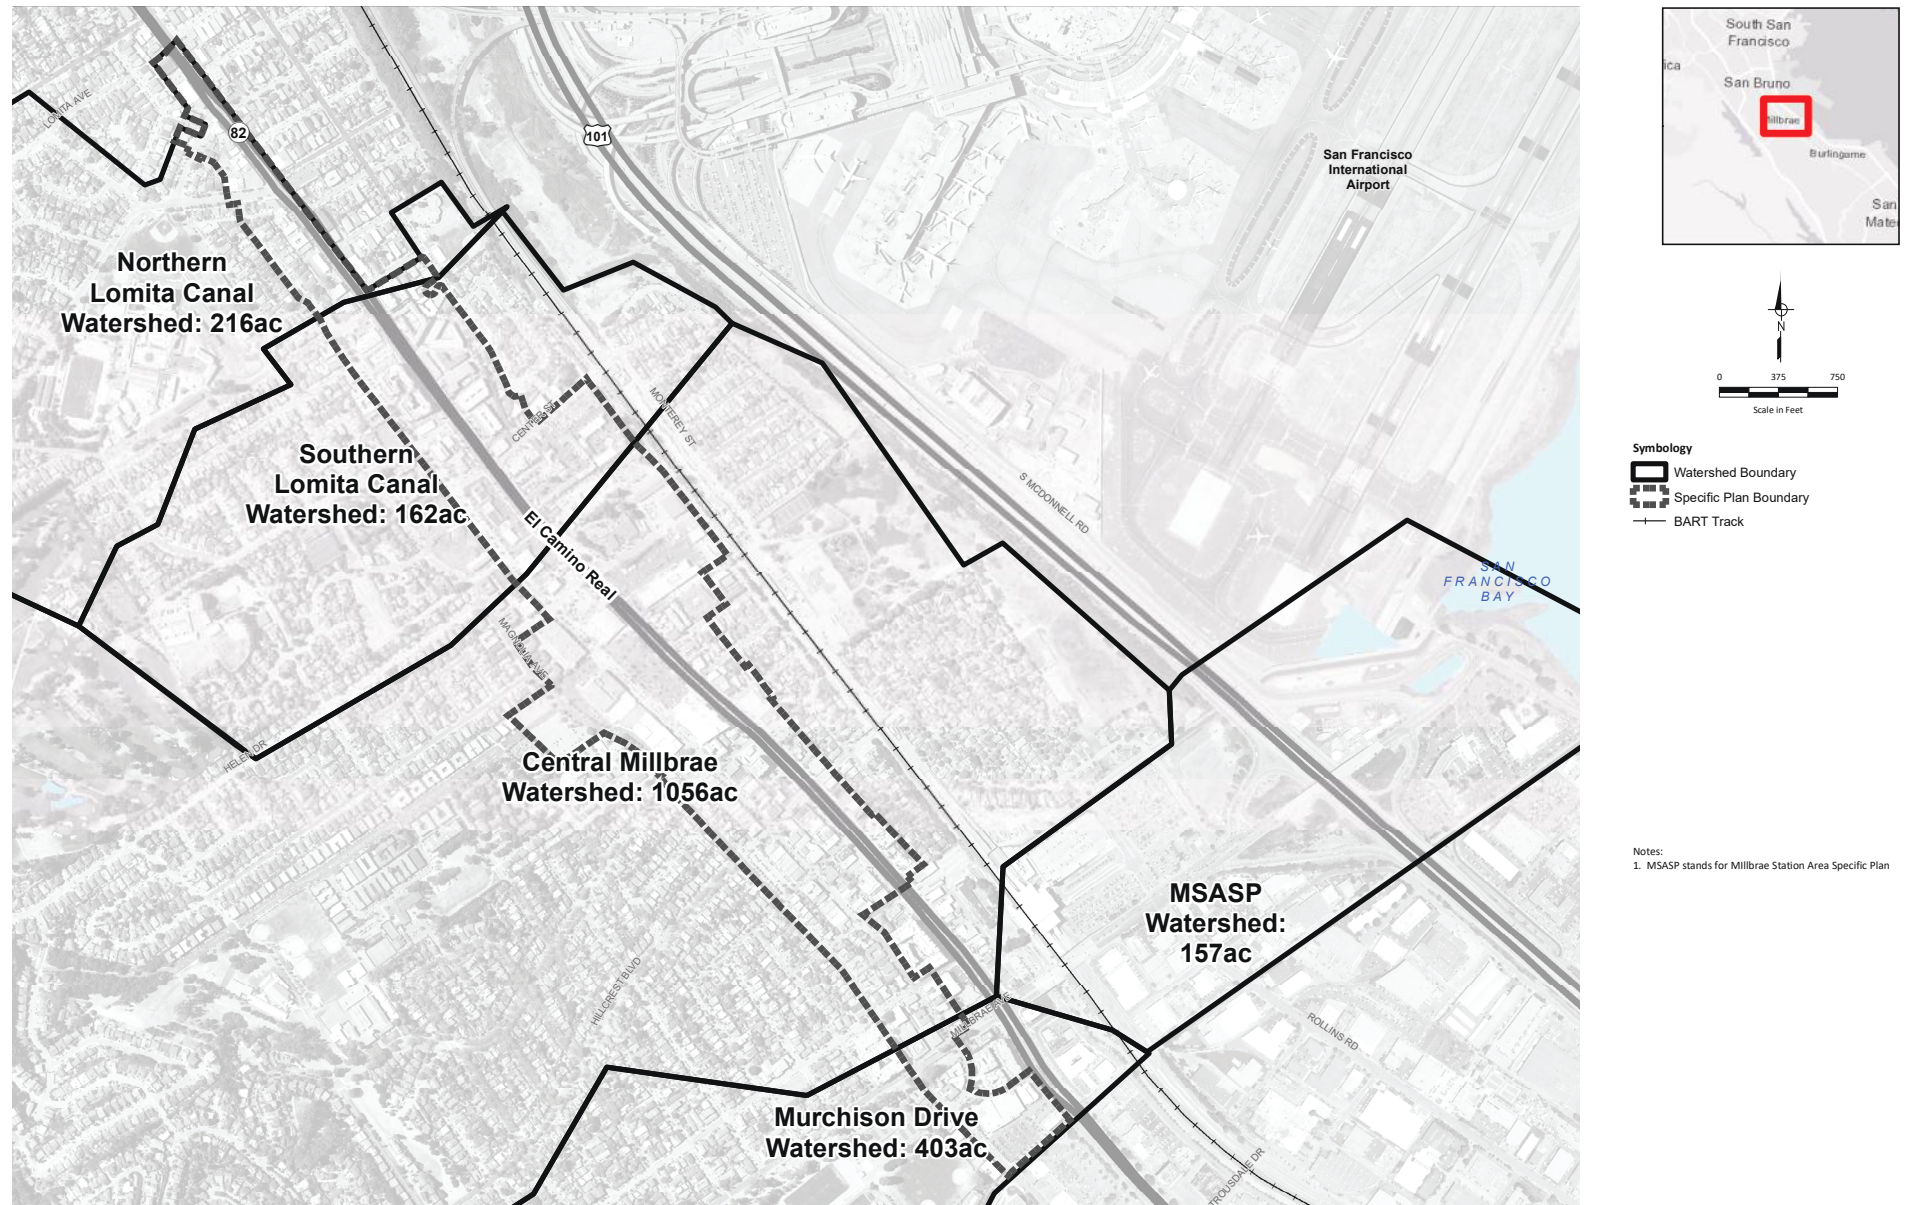 LOMITA AVE
82
101
San Francisco
International
Airport
Northern
Lomita Canal
Watershed: 216ac
MONTEREY ST
CENTER ST
Southern
Lomita Canal
Watershed: 162ac
S MCDONNELL RD
El Camino Real
SAN
FRANCISCO
BAY
MAGNOLIA AVE
HELEN DR
Central Millbrae
Watershed: 1056ac
MSASP
Watershed:
157ac
HILLCREST BLVD
MILLBRAE AVE
ROLLINS RD
Murchison Drive
Watershed: 403ac
TROUSDALE DR
South San
Francisco
ica
San Bruno
illbrae
Burlingame
San
Mate
N
0 375 750
Scale in Feet
Symbology
Watershed Boundary
Specific Plan Boundary
BART Track
Notes:
1. MSASP stands for MIllbrae Station Area Specific Plan